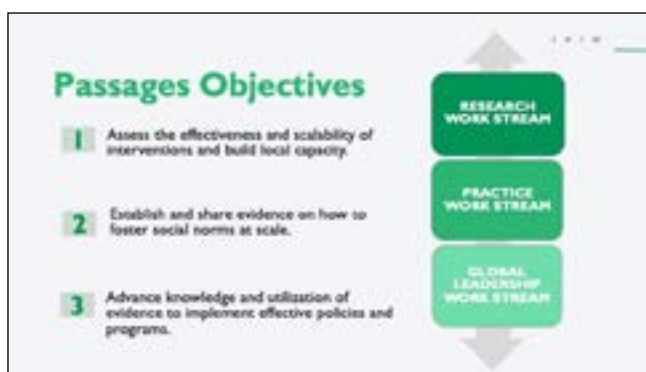 Passages Objectives
1
Assess the effectiveness and scalability of
interventions and build local capacity.
2
Establish and share evidence on how to
foster social norms at scale.
3
Advance knowledge and utilization of
evidence to implement effective policies and
programs.
RESEARCH
WORK STREAM
PRACTICE
WORK STREAM
GLOBAL
LEADERSHIP
WORK STREAM